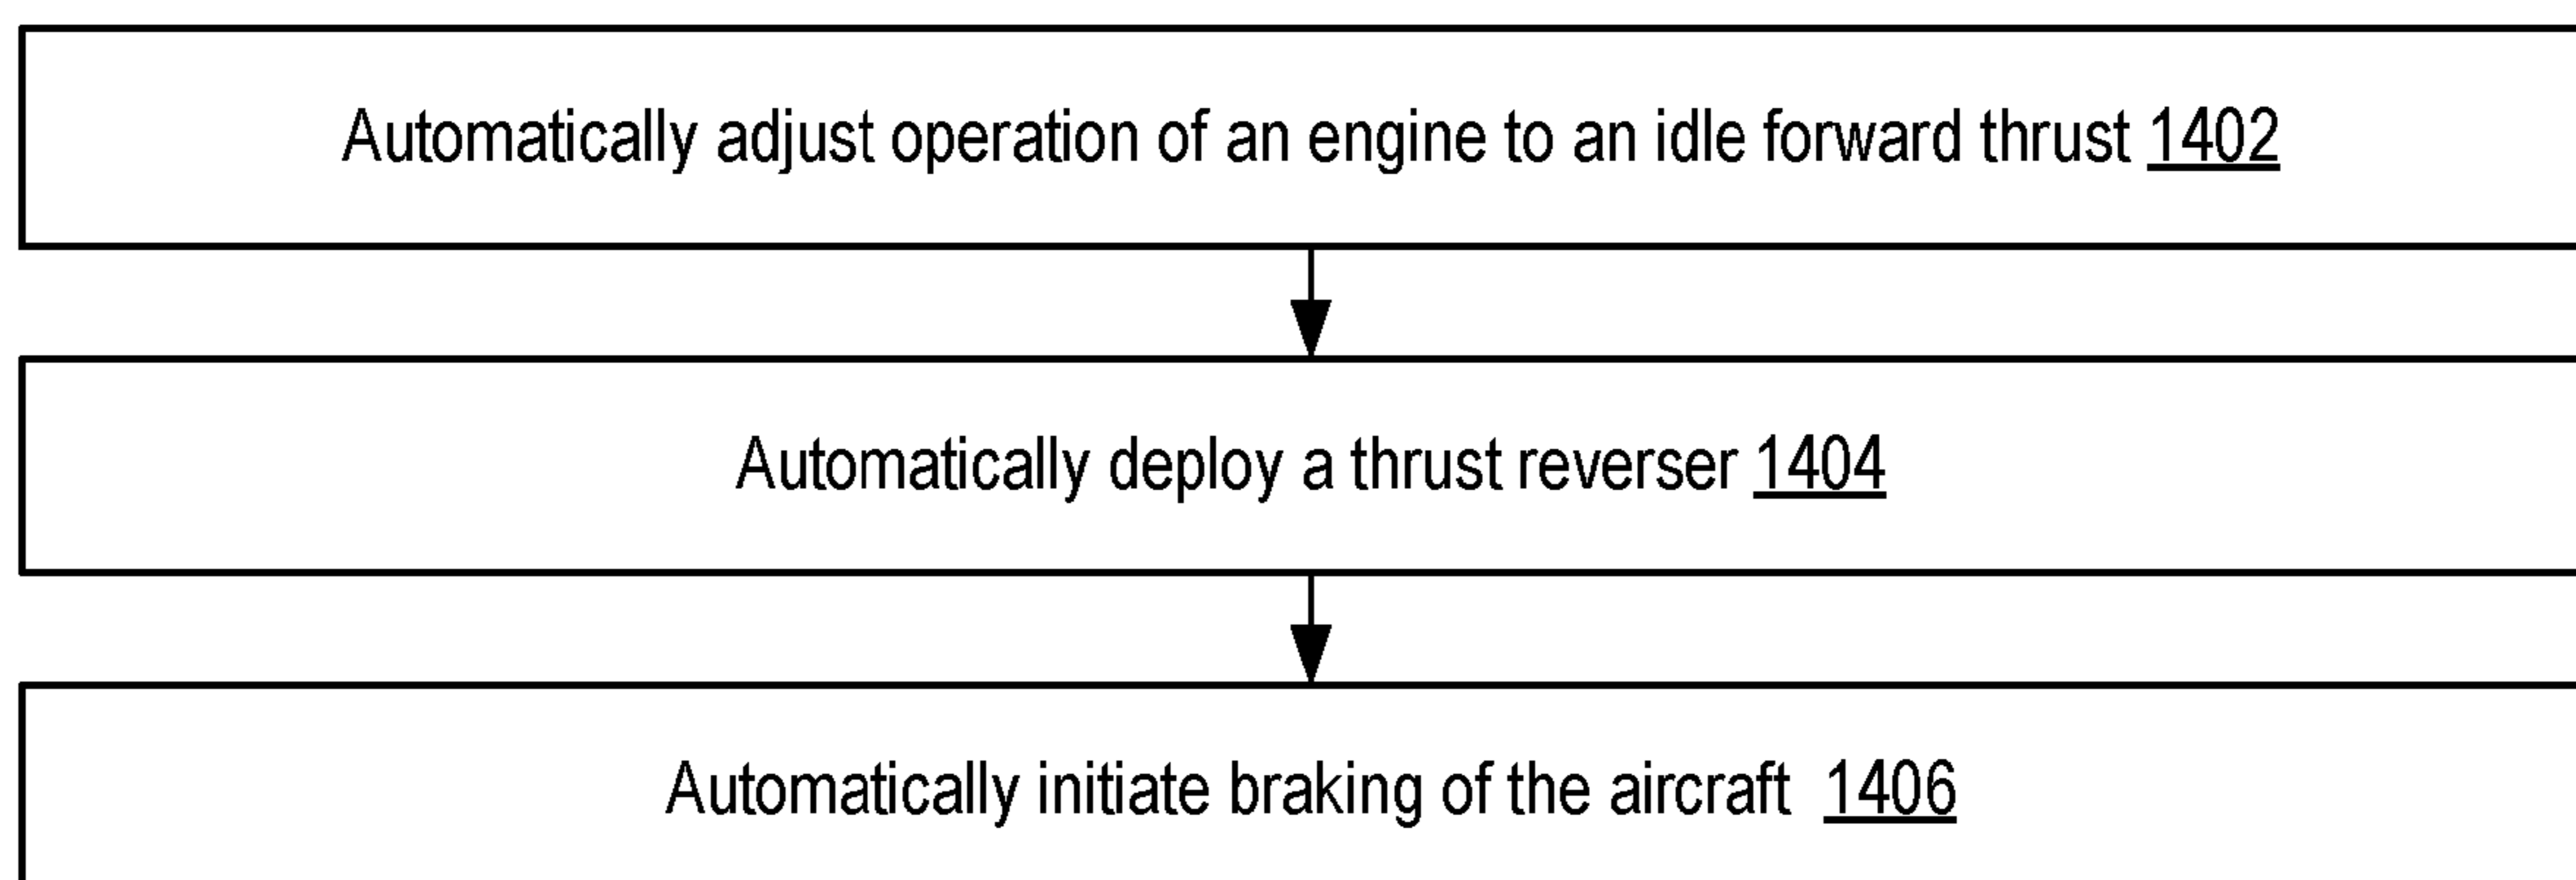 Automatically adjust operation of an engine to an idle forward thrust 1402
Automatically deploy a thrust reverser 1404
Automatically initiate braking of the aircraft 1406